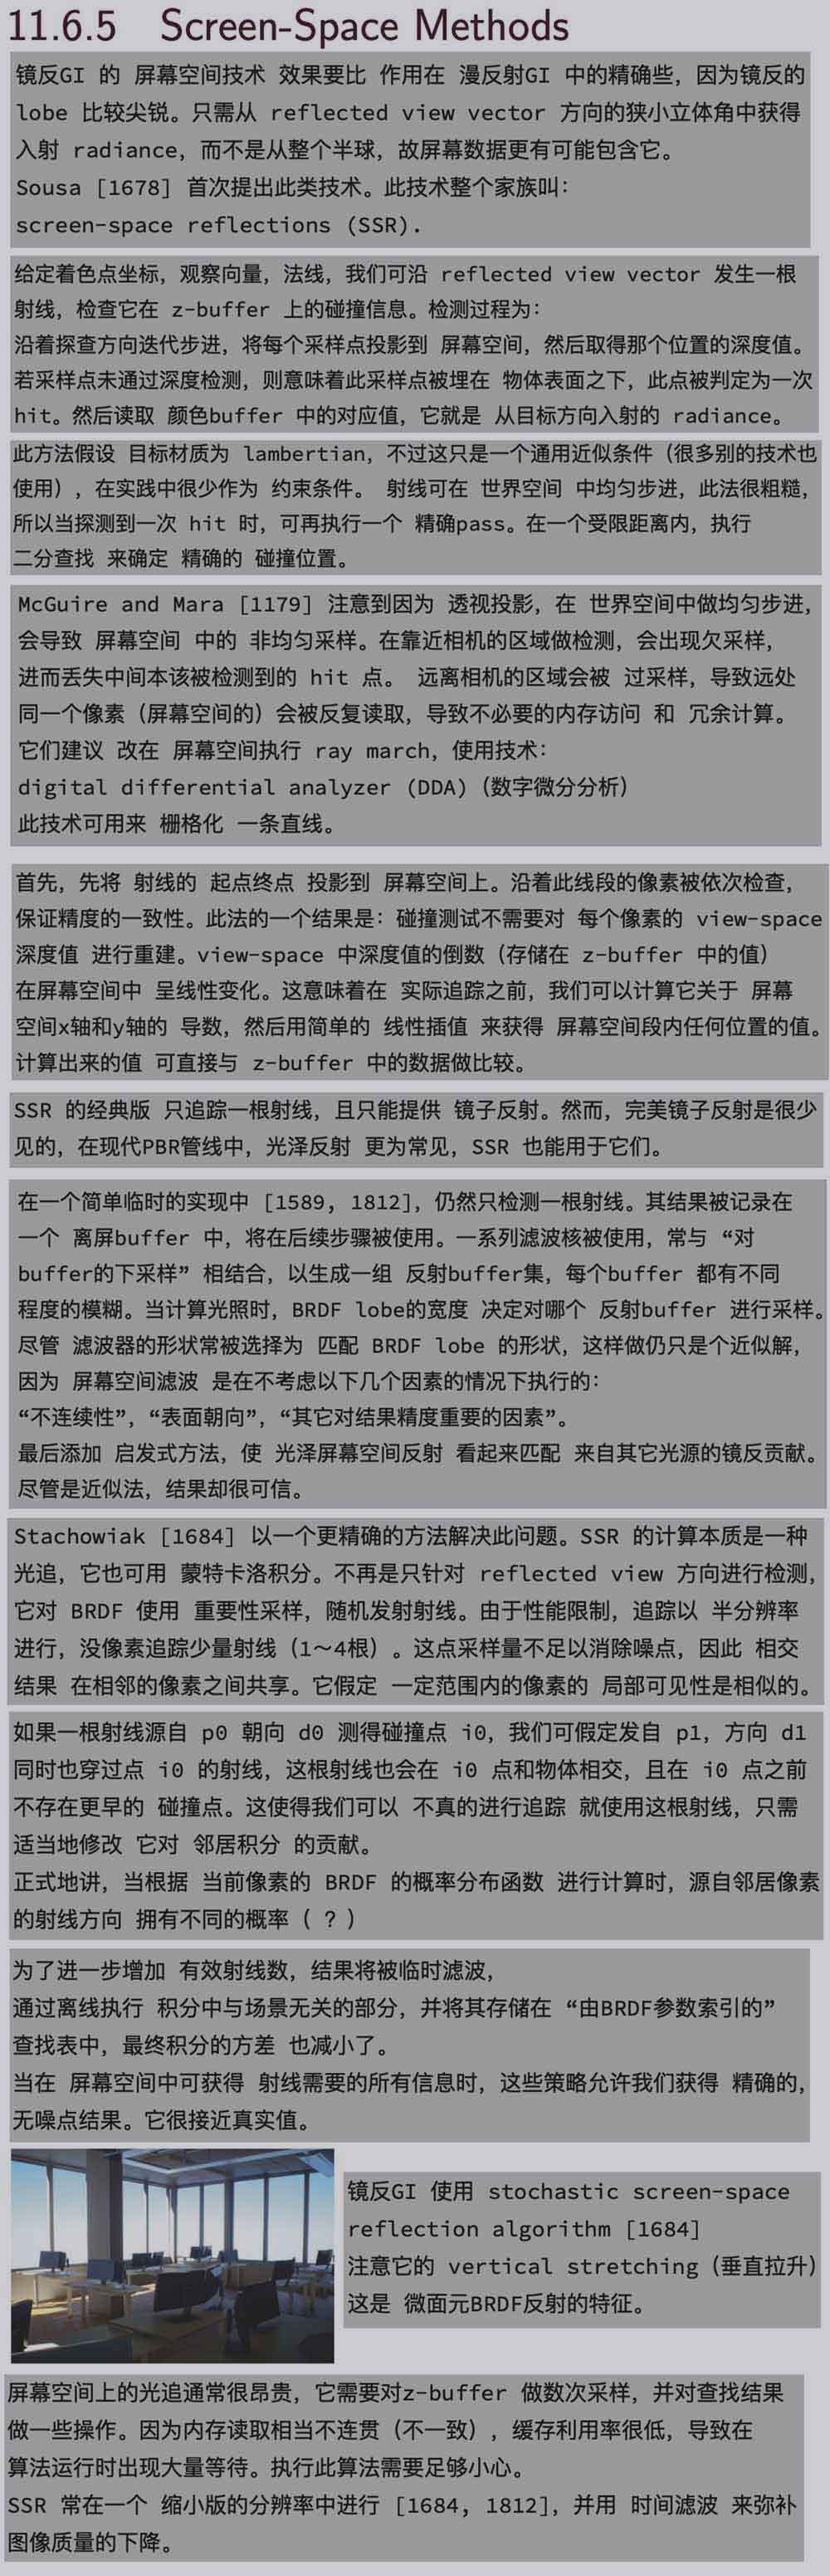 11.6.5 Screen-Space Methods
镜反GI 的 屏幕空间技术 效果要比 作用在 漫反射GI 中的精确些，因为镜反的
lobe 比较尖锐。只需从 reflected view vector 方向的狭小立体角中获得
入射 radiance，而不是从整个半球，故屏幕数据更有可能包含它。
Sousa [1678] 首次提出此类技术。此技术整个家族叫：
screen-space reflections (SSR).
给定着色点坐标，观察向量，法线，我们可沿 reflected view vector 发生一根
射线，检查它在 z-buffer 上的碰撞信息。检测过程为：
沿着探查方向迭代步进，将每个采样点投影到 屏幕空间，然后取得那个位置的深度值。
若采样点未通过深度检测，则意味着此采样点被埋在 物体表面之下，此点被判定为一次
hit。然后读取 颜色buffer 中的对应值，它就是 从目标方向入射的 radiance。
此方法假设 目标材质为 lambertian，不过这只是一个通用近似条件（很多别的技术也
使用），在实践中很少作为 约束条件。 射线可在 世界空间 中均匀步进，此法很粗糙，
所以当探测到一次 hit 时，可再执行一个 精确pass。在一个受限距离内，执行
二分查找 来确定 精确的 碰撞位置。
McGuire and Mara [1179] 注意到因为 透视投影，在 世界空间中做均匀步进，
会导致 屏幕空间 中的 非均匀采样。在靠近相机的区域做检测，会出现欠采样，
进而丢失中间本该被检测到的 hit 点。 远离相机的区域会被 过采样，导致远处
同一个像素（屏幕空间的）会被反复读取，导致不必要的内存访问 和 冗余计算。
它们建议 改在 屏幕空间执行 ray march，使用技术：
digital differential analyzer (DDA)（数字微分分析）
此技术可用来 栅格化 一条直线。
首先，先将 射线的 起点终点 投影到 屏幕空间上。沿着此线段的像素被依次检查，
保证精度的一致性。此法的一个结果是：碰撞测试不需要对 每个像素的 view-space
深度值 进行重建。view-space 中深度值的倒数（存储在 z-buffer 中的值）
在屏幕空间中 呈线性变化。这意味着在 实际追踪之前，我们可以计算它关于 屏幕
空间x轴和y轴的 导数，然后用简单的 线性插值 来获得 屏幕空间段内任何位置的值。
计算出来的值 可直接与 z-buffer 中的数据做比较。
SSR 的经典版 只追踪一根射线，且只能提供 镜子反射。然而，完美镜子反射是很少
见的，在现代PBR管线中，光泽反射 更为常见，SSR 也能用于它们。
在一个简单临时的实现中 [1589, 1812]，仍然只检测一根射线。其结果被记录在
一个 离屏buffer 中，将在后续步骤被使用。一系列滤波核被使用，常与 “对
buffer的下采样” 相结合，以生成一组 反射buffer集，每个buffer 都有不同
程度的模糊。当计算光照时，BRDF lobe的宽度 决定对哪个 反射buffer 进行采样。
尽管 滤波器的形状常被选择为 匹配 BRDF lobe 的形状，这样做仍只是个近似解，
因为 屏幕空间滤波 是在不考虑以下几个因素的情况下执行的：
“不连续性”，“表面朝向”，“其它对结果精度重要的因素”。
最后添加 启发式方法，使 光泽屏幕空间反射 看起来匹配 来自其它光源的镜反贡献。
尽管是近似法，结果却很可信。
Stachowiak [1684] 以一个更精确的方法解决此问题。SSR 的计算本质是一种
光追，它也可用 蒙特卡洛积分。不再是只针对 reflected view 方向进行检测，
它对 BRDF 使用 重要性采样，随机发射射线。由于性能限制，追踪以 半分辨率
进行，没像素追踪少量射线（1～4根）。这点采样量不足以消除噪点，因此 相交
结果 在相邻的像素之间共享。它假定 一定范围内的像素的 局部可见性是相似的。
如果一根射线源自 p0 朝向 d0 测得碰撞点 i0，我们可假定发自 p1，方向 d1
同时也穿过点 i0 的射线，这根射线也会在 i0 点和物体相交，且在 i0 点之前
不存在更早的 碰撞点。这使得我们可以 不真的进行追踪 就使用这根射线，只需
适当地修改 它对 邻居积分 的贡献。
正式地讲，当根据 当前像素的 BRDF 的概率分布函数 进行计算时，源自邻居像素
的射线方向 拥有不同的概率（ ? ）
为了进一步增加 有效射线数，结果将被临时滤波，
通过离线执行 积分中与场景无关的部分，并将其存储在 “由BRDF参数索引的”
查找表中，最终积分的方差 也减小了。
当在 屏幕空间中可获得 射线需要的所有信息时，这些策略允许我们获得 精确的，
无噪点结果。它很接近真实值。
镜反GI 使用 stochastic screen-space
reflection algorithm [1684]
注意它的 vertical stretching（垂直拉升）
这是 微面元BRDF反射的特征。
屏幕空间上的光追通常很昂贵，它需要对z-buffer 做数次采样，并对查找结果
做一些操作。因为内存读取相当不连贯（不一致），缓存利用率很低，导致在
算法运行时出现大量等待。执行此算法需要足够小心。
SSR 常在一个 缩小版的分辨率中进行 [1684, 1812]，并用 时间滤波 来弥补
图像质量的下降。